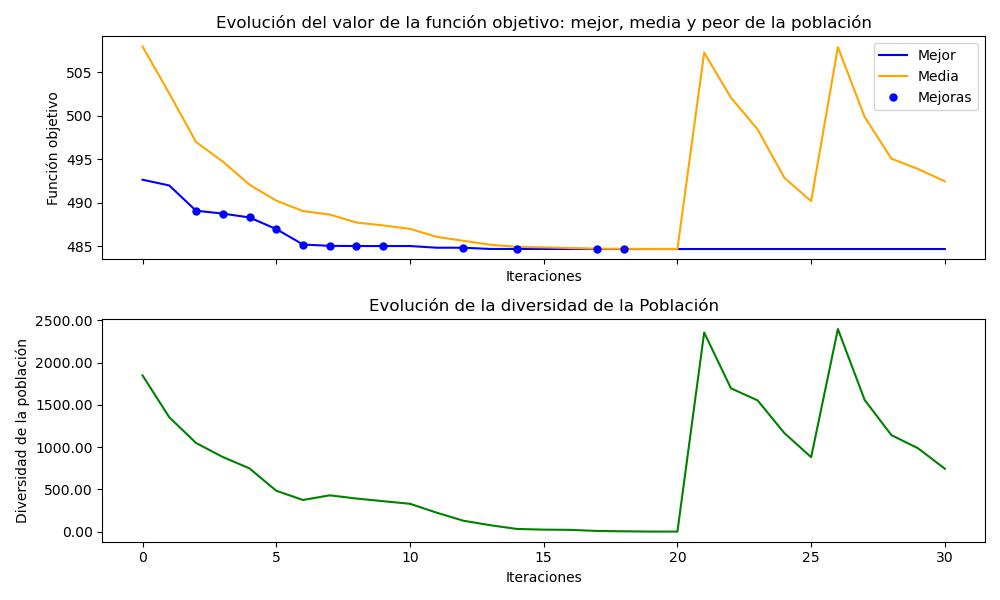 Evolución del valor de la función objetivo: mejor, media y peor de la población
Función objetivo
505
500
495
490
485
Mejor
Media
Mejoras
Iteraciones
Evolución de la diversidad de la Población
Diversidad de la población
2500.00
2000.00
1500.00
1000.00
500.00
0.00
0 5 10 15 20 25 30
Iteraciones